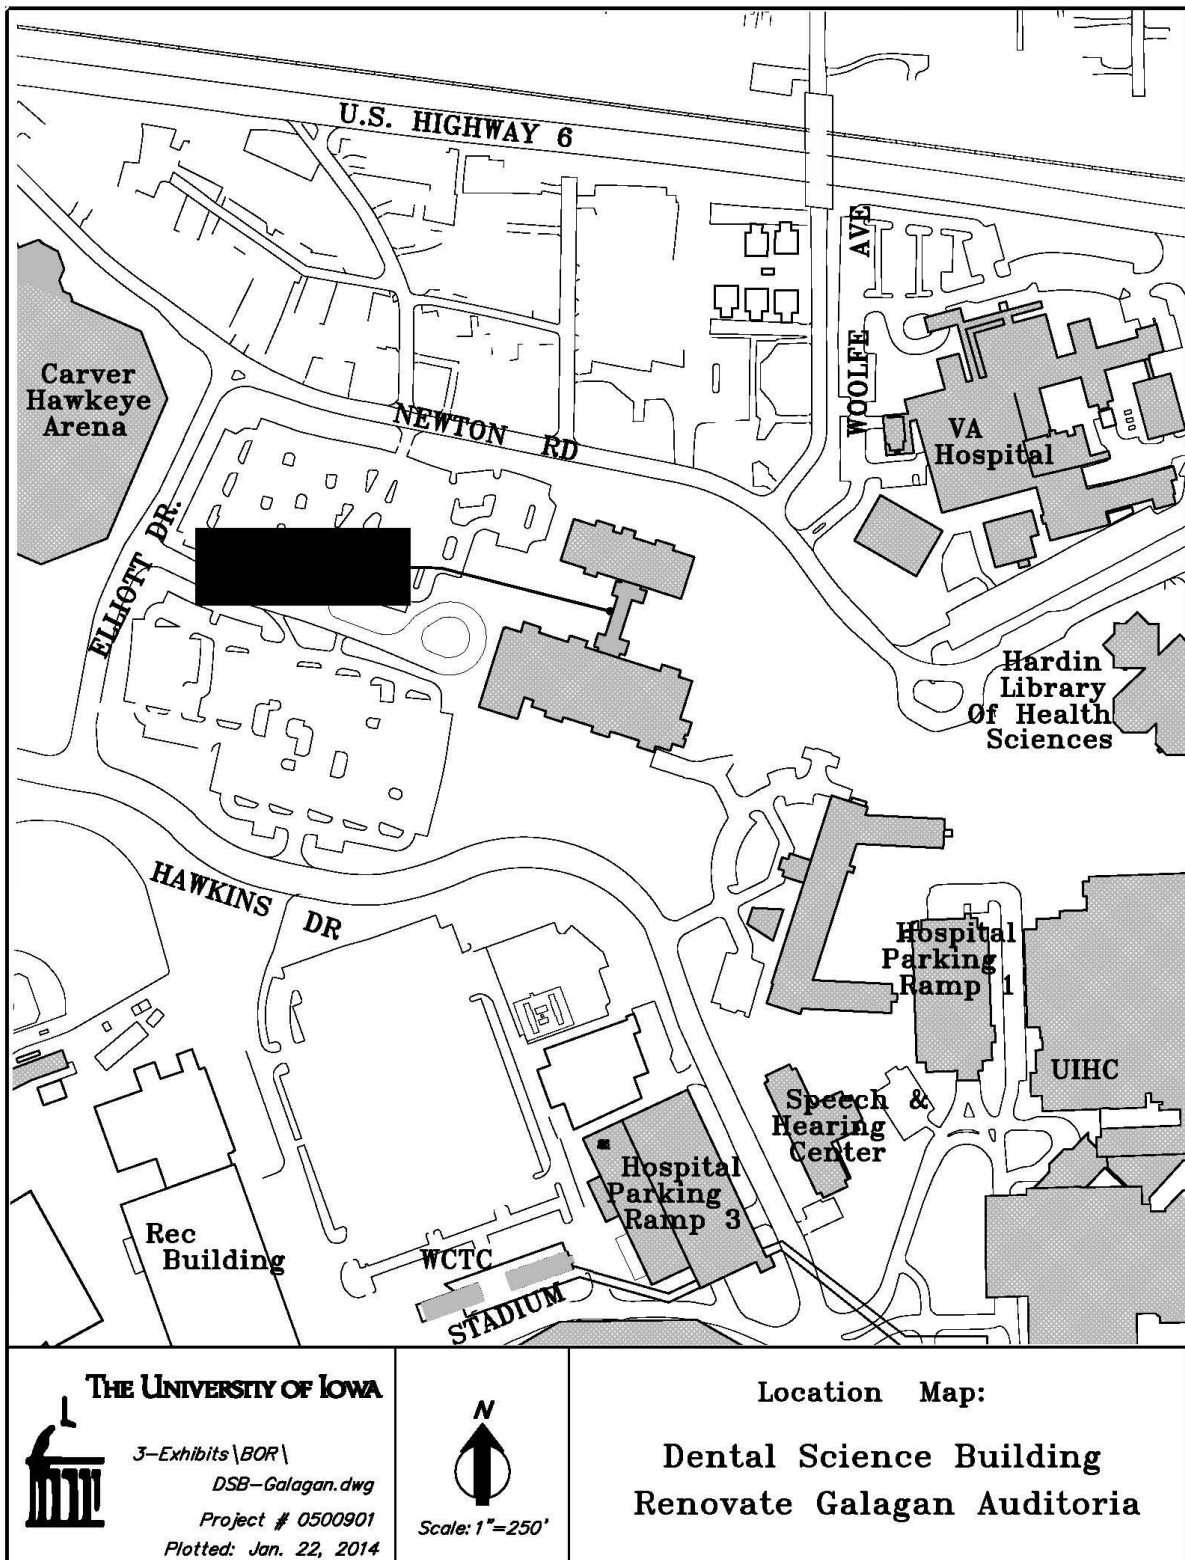 U.S. HIGHWAY 6
WOOLFE AVE
Carver
Hawkeye
Arena
NEWTON RD
VA
Hospital
ELLIOTT DR.
Hardin
Library
Of Health
Sciences
HAWKINS DR
Hospital
Parking
Ramp 1
UIHC
Speech &
Hearing
Center
Hospital
Parking
Ramp 3
Rec
Building
WCTC
STADIUM
THE UNIVERSITY OF IOWA
3-Exhibits\BOR\
DSB-Galagan.dwg
Project # 0500901
Plotted: Jan. 22, 2014
N
Scale: 1"=250'
Location Map:
Dental Science Building
Renovate Galagan Auditoria